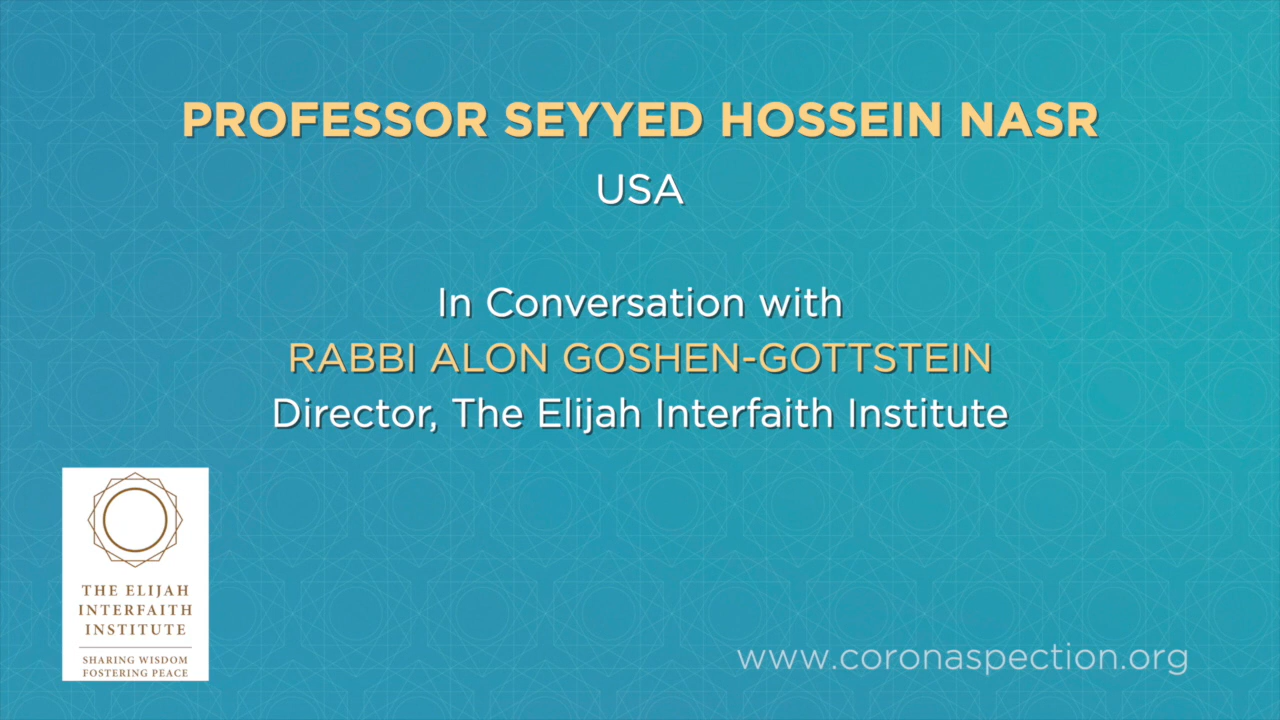 PROFESSOR SEYYED HOSSEIN NASR
USA
In Conversation with
RABBI ALON GOSHEN-GOTTSTEIN
Director, The Elijah Interfaith Institute
THE ELIJAH
INTERFAITH
INSTITUTE
SHARING WISDOM
FOSTERING PEACE
www.coronaspection.org